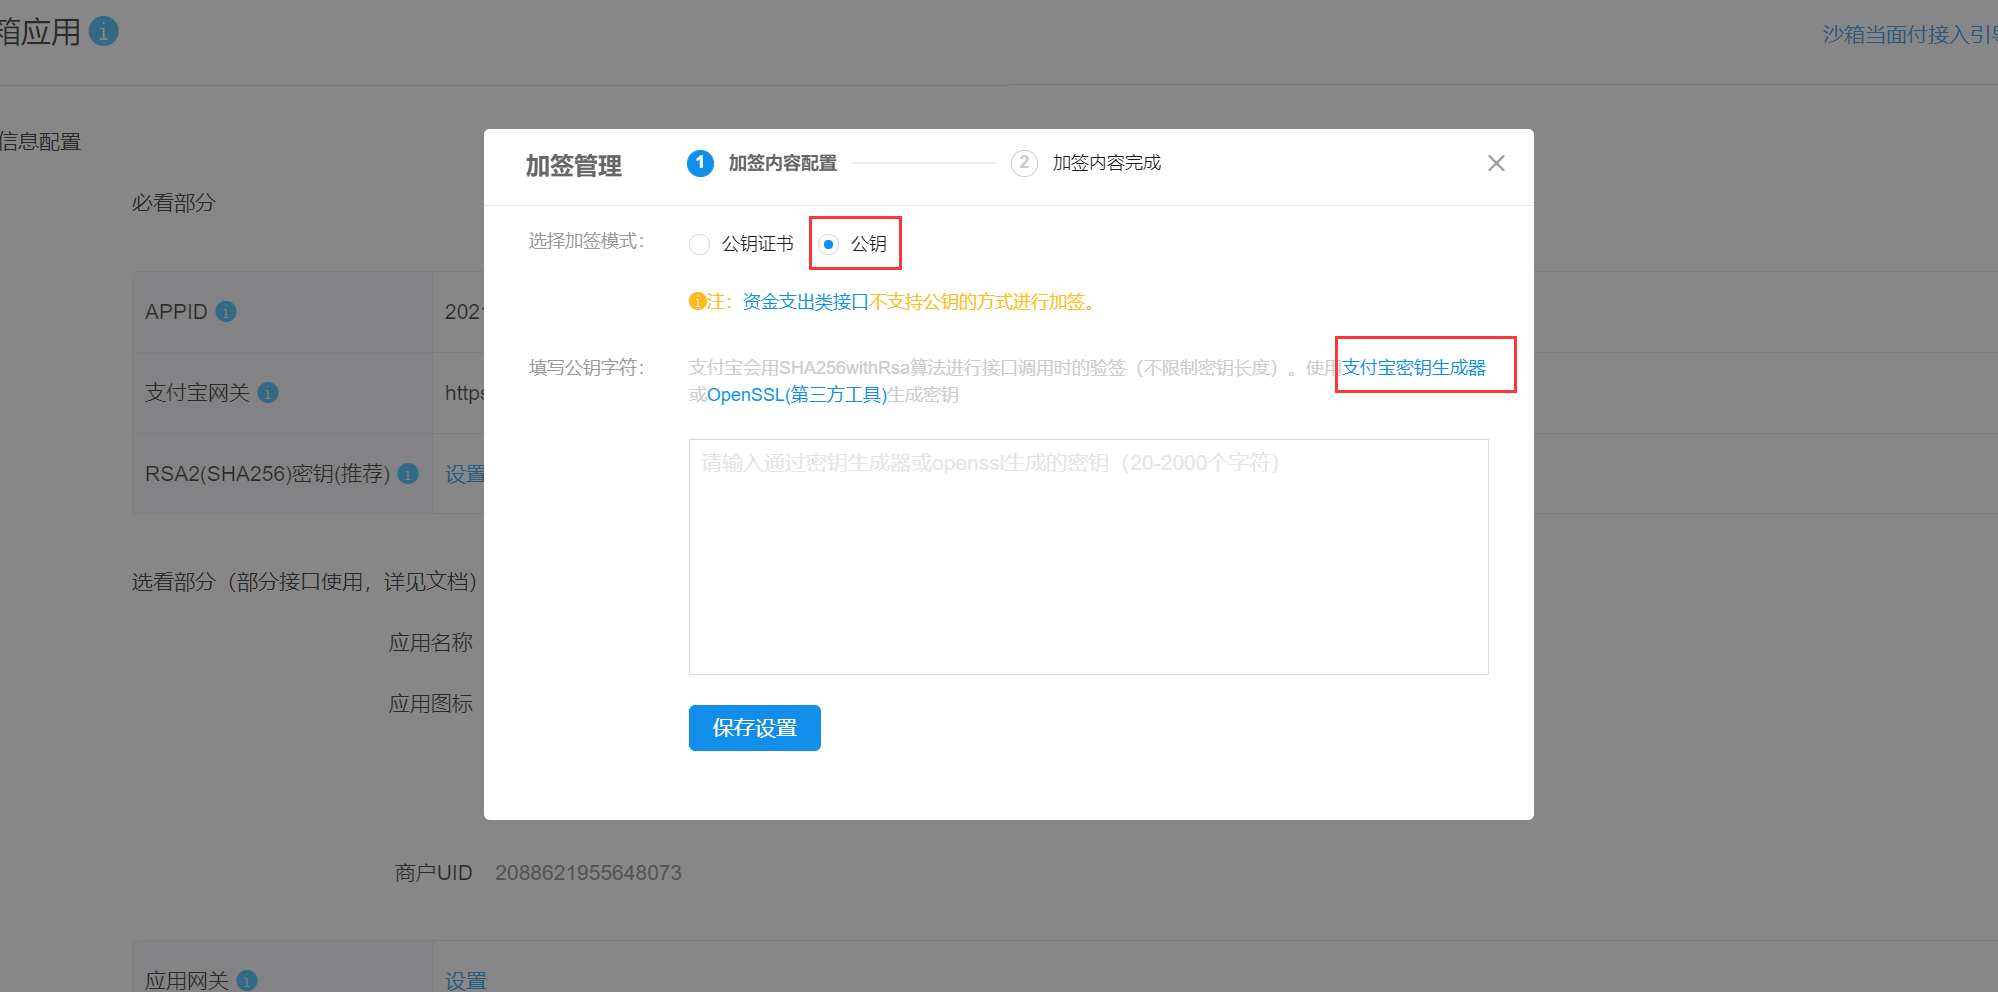 箱应用
沙箱当面付接入引导
信息配置
加签管理
1 加签内容配置
2 加签内容完成
必看部分
选择加签模式：
公钥证书
公钥
注：资金支出类接口不支持公钥的方式进行加签。
APPID
2021
填写公钥字符：
支付宝会用SHA256withRsa算法进行接口调用时的验签（不限制密钥长度）。使用支付宝密钥生成器
或OpenSSL(第三方工具)生成密钥
支付宝网关
https
请输入通过密钥生成器或openssl生成的密钥（20-2000个字符）
RSA2(SHA256)密钥(推荐)
设置
选看部分（部分接口使用，详见文档）
应用名称
应用图标
保存设置
商户UID
2088621955648073
应用网关
设置